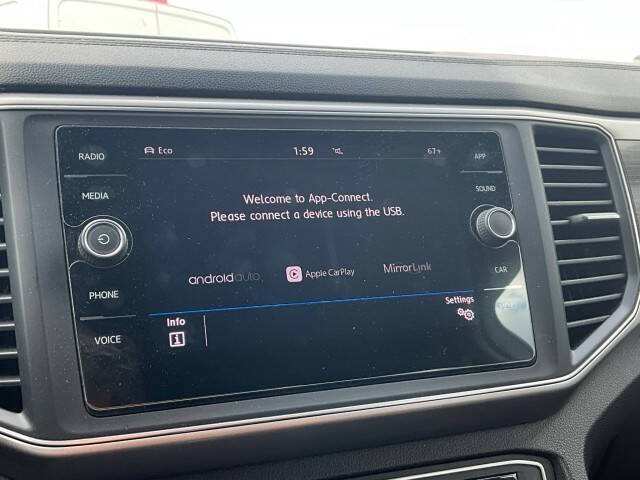 RADIO
MEDIA
PHONE
VOICE
Eco
1:59
67°F
Welcome to App-Connect.
Please connect a device using the USB.
androidauto
Apple CarPlay
MirrorLink
Info
Settings
APP
SOUND
CAR